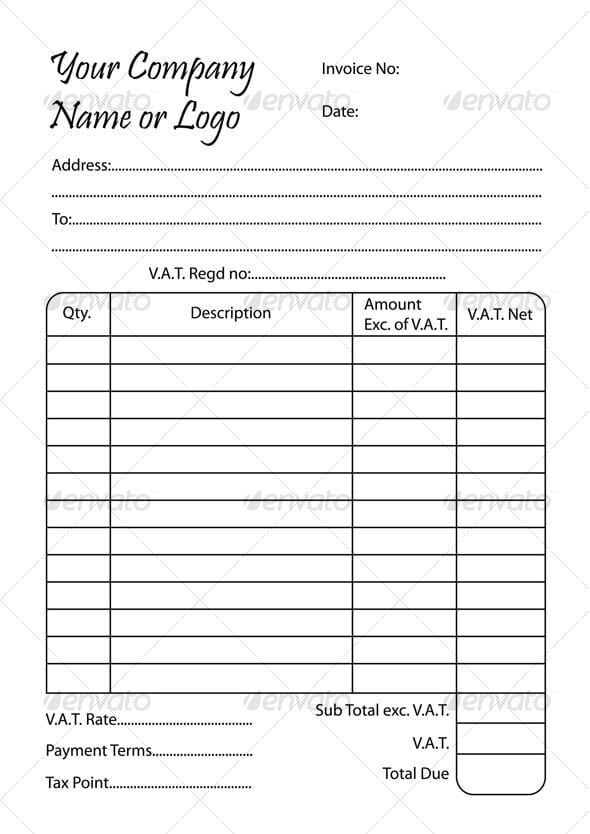 Your Company
Name or Logo
Invoice No:
Date:
Address:
To:
V.A.T. Regd no:
Qty. Description Amount Exc. of V.A.T. V.A.T. Net
V.A.T. Rate
Payment Terms
Tax Point
Sub Total exc. V.A.T.
V.A.T.
Total Due
envato envato envato
envato envato envato
envato envato envato
envato envato envato